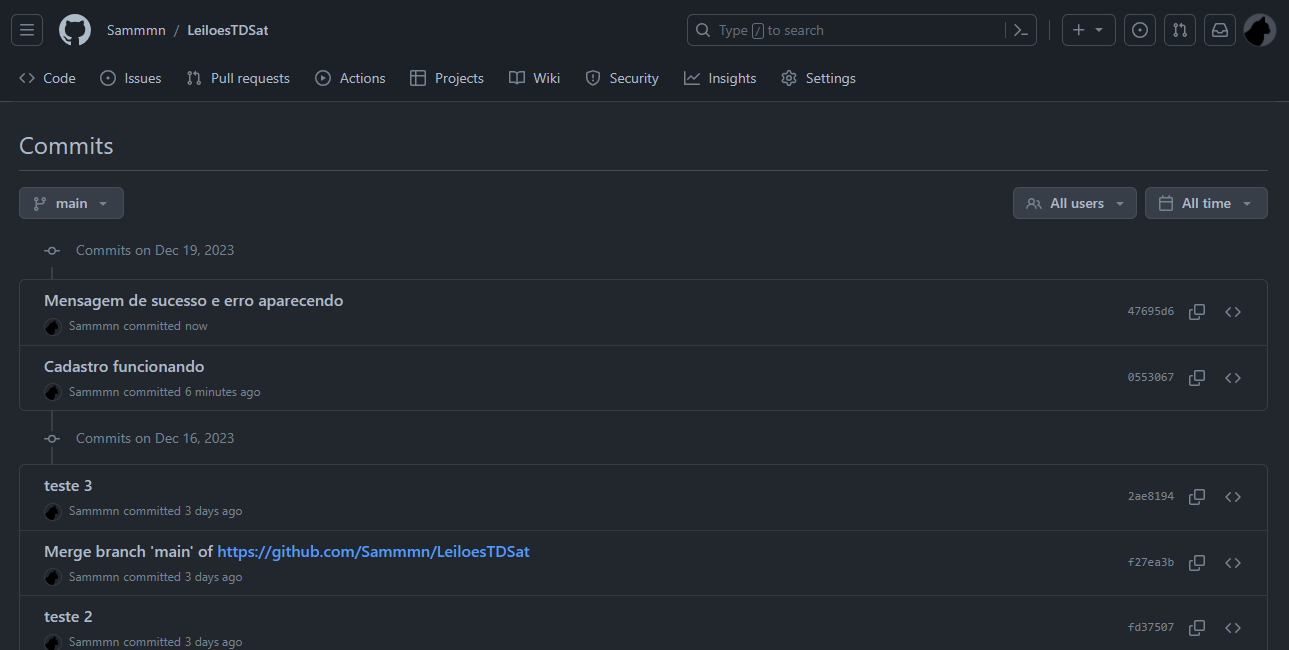 Sammmn / LeiloesTDSat
Type / to search
Code Issues Pull requests Actions Projects Wiki Security Insights Settings
Commits
main All users All time
Commits on Dec 19, 2023
Mensagem de sucesso e erro aparecendo
Sammmn committed now
47695d6
Cadastro funcionando
Sammmn committed 6 minutes ago
0553067
Commits on Dec 16, 2023
teste 3
Sammmn committed 3 days ago
2ae8194
Merge branch 'main' of https://github.com/Sammmn/LeiloesTDSat
Sammmn committed 3 days ago
f27ea3b
teste 2
Sammmn committed 3 days ago
fd37507